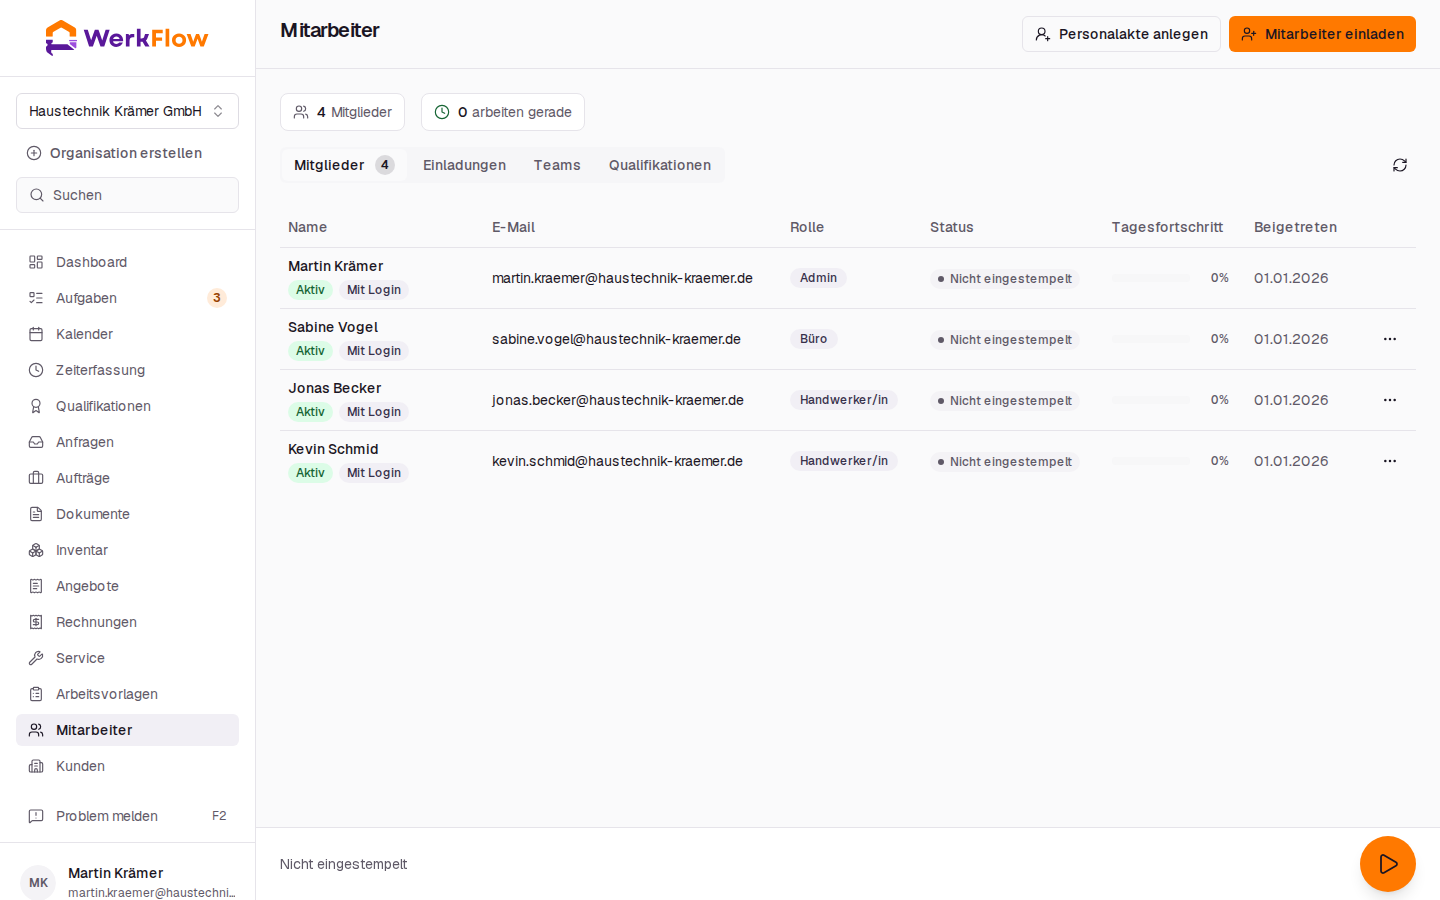 WerkFlow
Haustechnik Krämer GmbH
Organisation erstellen
Suchen
Dashboard
Aufgaben 3
Kalender
Zeiterfassung
Qualifikationen
Anfragen
Aufträge
Dokumente
Inventar
Angebote
Rechnungen
Service
Arbeitsvorlagen
Mitarbeiter
Kunden
Problem melden F2
MK
Martin Krämer
martin.kraemer@haustechni...
Mitarbeiter
Personalakte anlegen
Mitarbeiter einladen
4 Mitglieder
0 arbeiten gerade
Mitglieder 4 Einladungen Teams Qualifikationen
Name E-Mail Rolle Status Tagesfortschritt Beigetreten
Martin Krämer
Aktiv Mit Login
martin.kraemer@haustechnik-kraemer.de Admin Nicht eingestempelt 0% 01.01.2026
Sabine Vogel
Aktiv Mit Login
sabine.vogel@haustechnik-kraemer.de Büro Nicht eingestempelt 0% 01.01.2026
Jonas Becker
Aktiv Mit Login
jonas.becker@haustechnik-kraemer.de Handwerker/in Nicht eingestempelt 0% 01.01.2026
Kevin Schmid
Aktiv Mit Login
kevin.schmid@haustechnik-kraemer.de Handwerker/in Nicht eingestempelt 0% 01.01.2026
Nicht eingestempelt